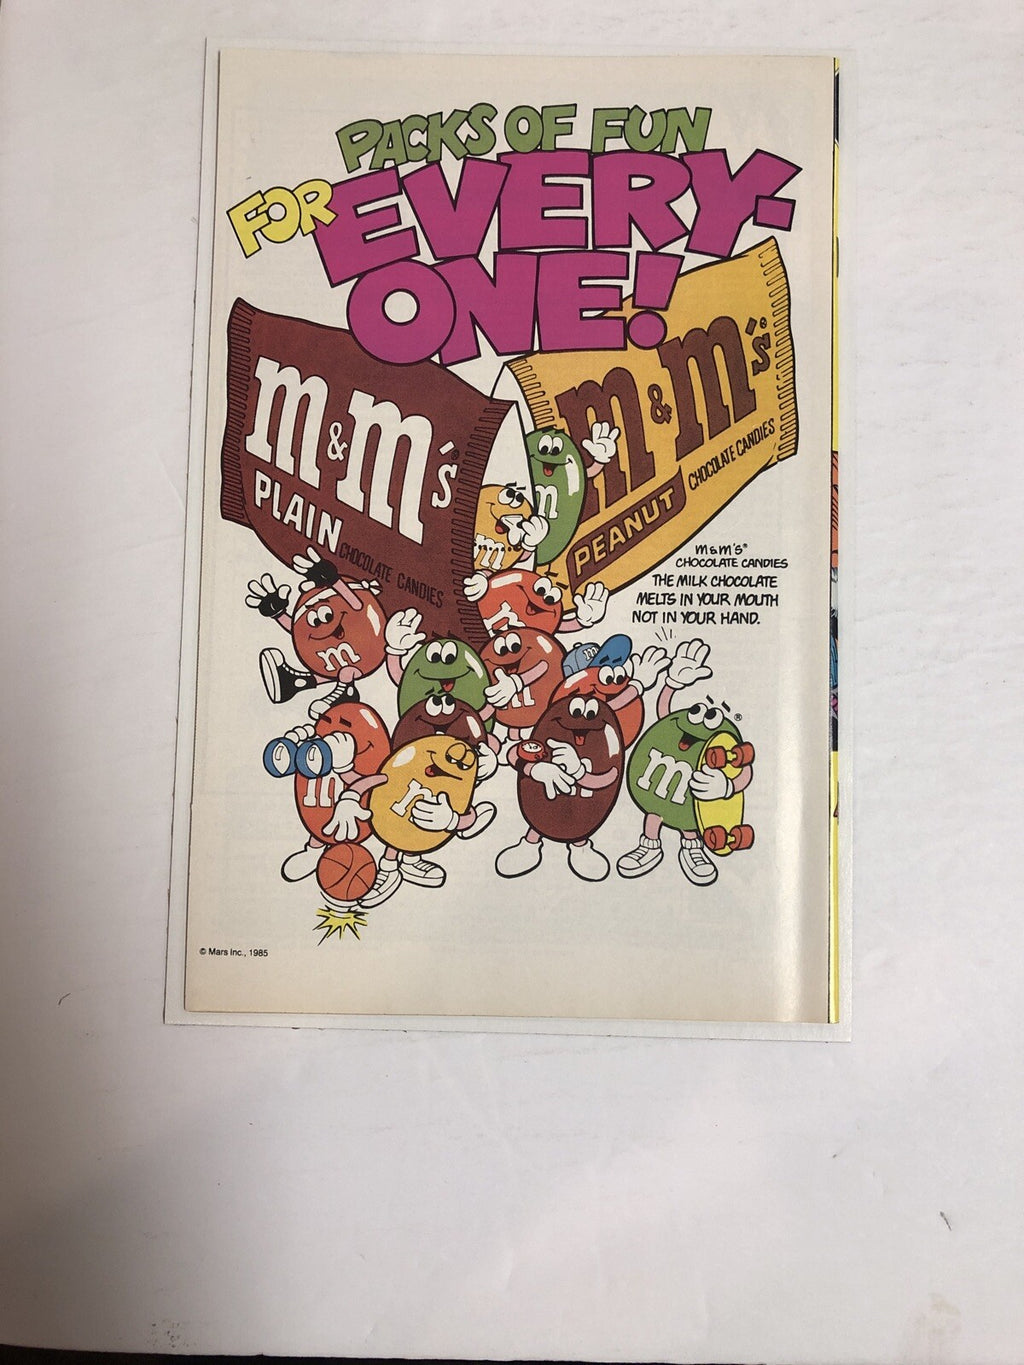 PACKS OF FUN
FOR EVERY-
ONE!
m&m's®
PLAIN
CHOCOLATE CANDIES
m&m's®
PEANUT
CHOCOLATE CANDIES
m&m's®
CHOCOLATE CANDIES
THE MILK CHOCOLATE
MELTS IN YOUR MOUTH
NOT IN YOUR HAND.
m
m
m
m
m
m
m
m
m
m
®
© Mars Inc., 1985